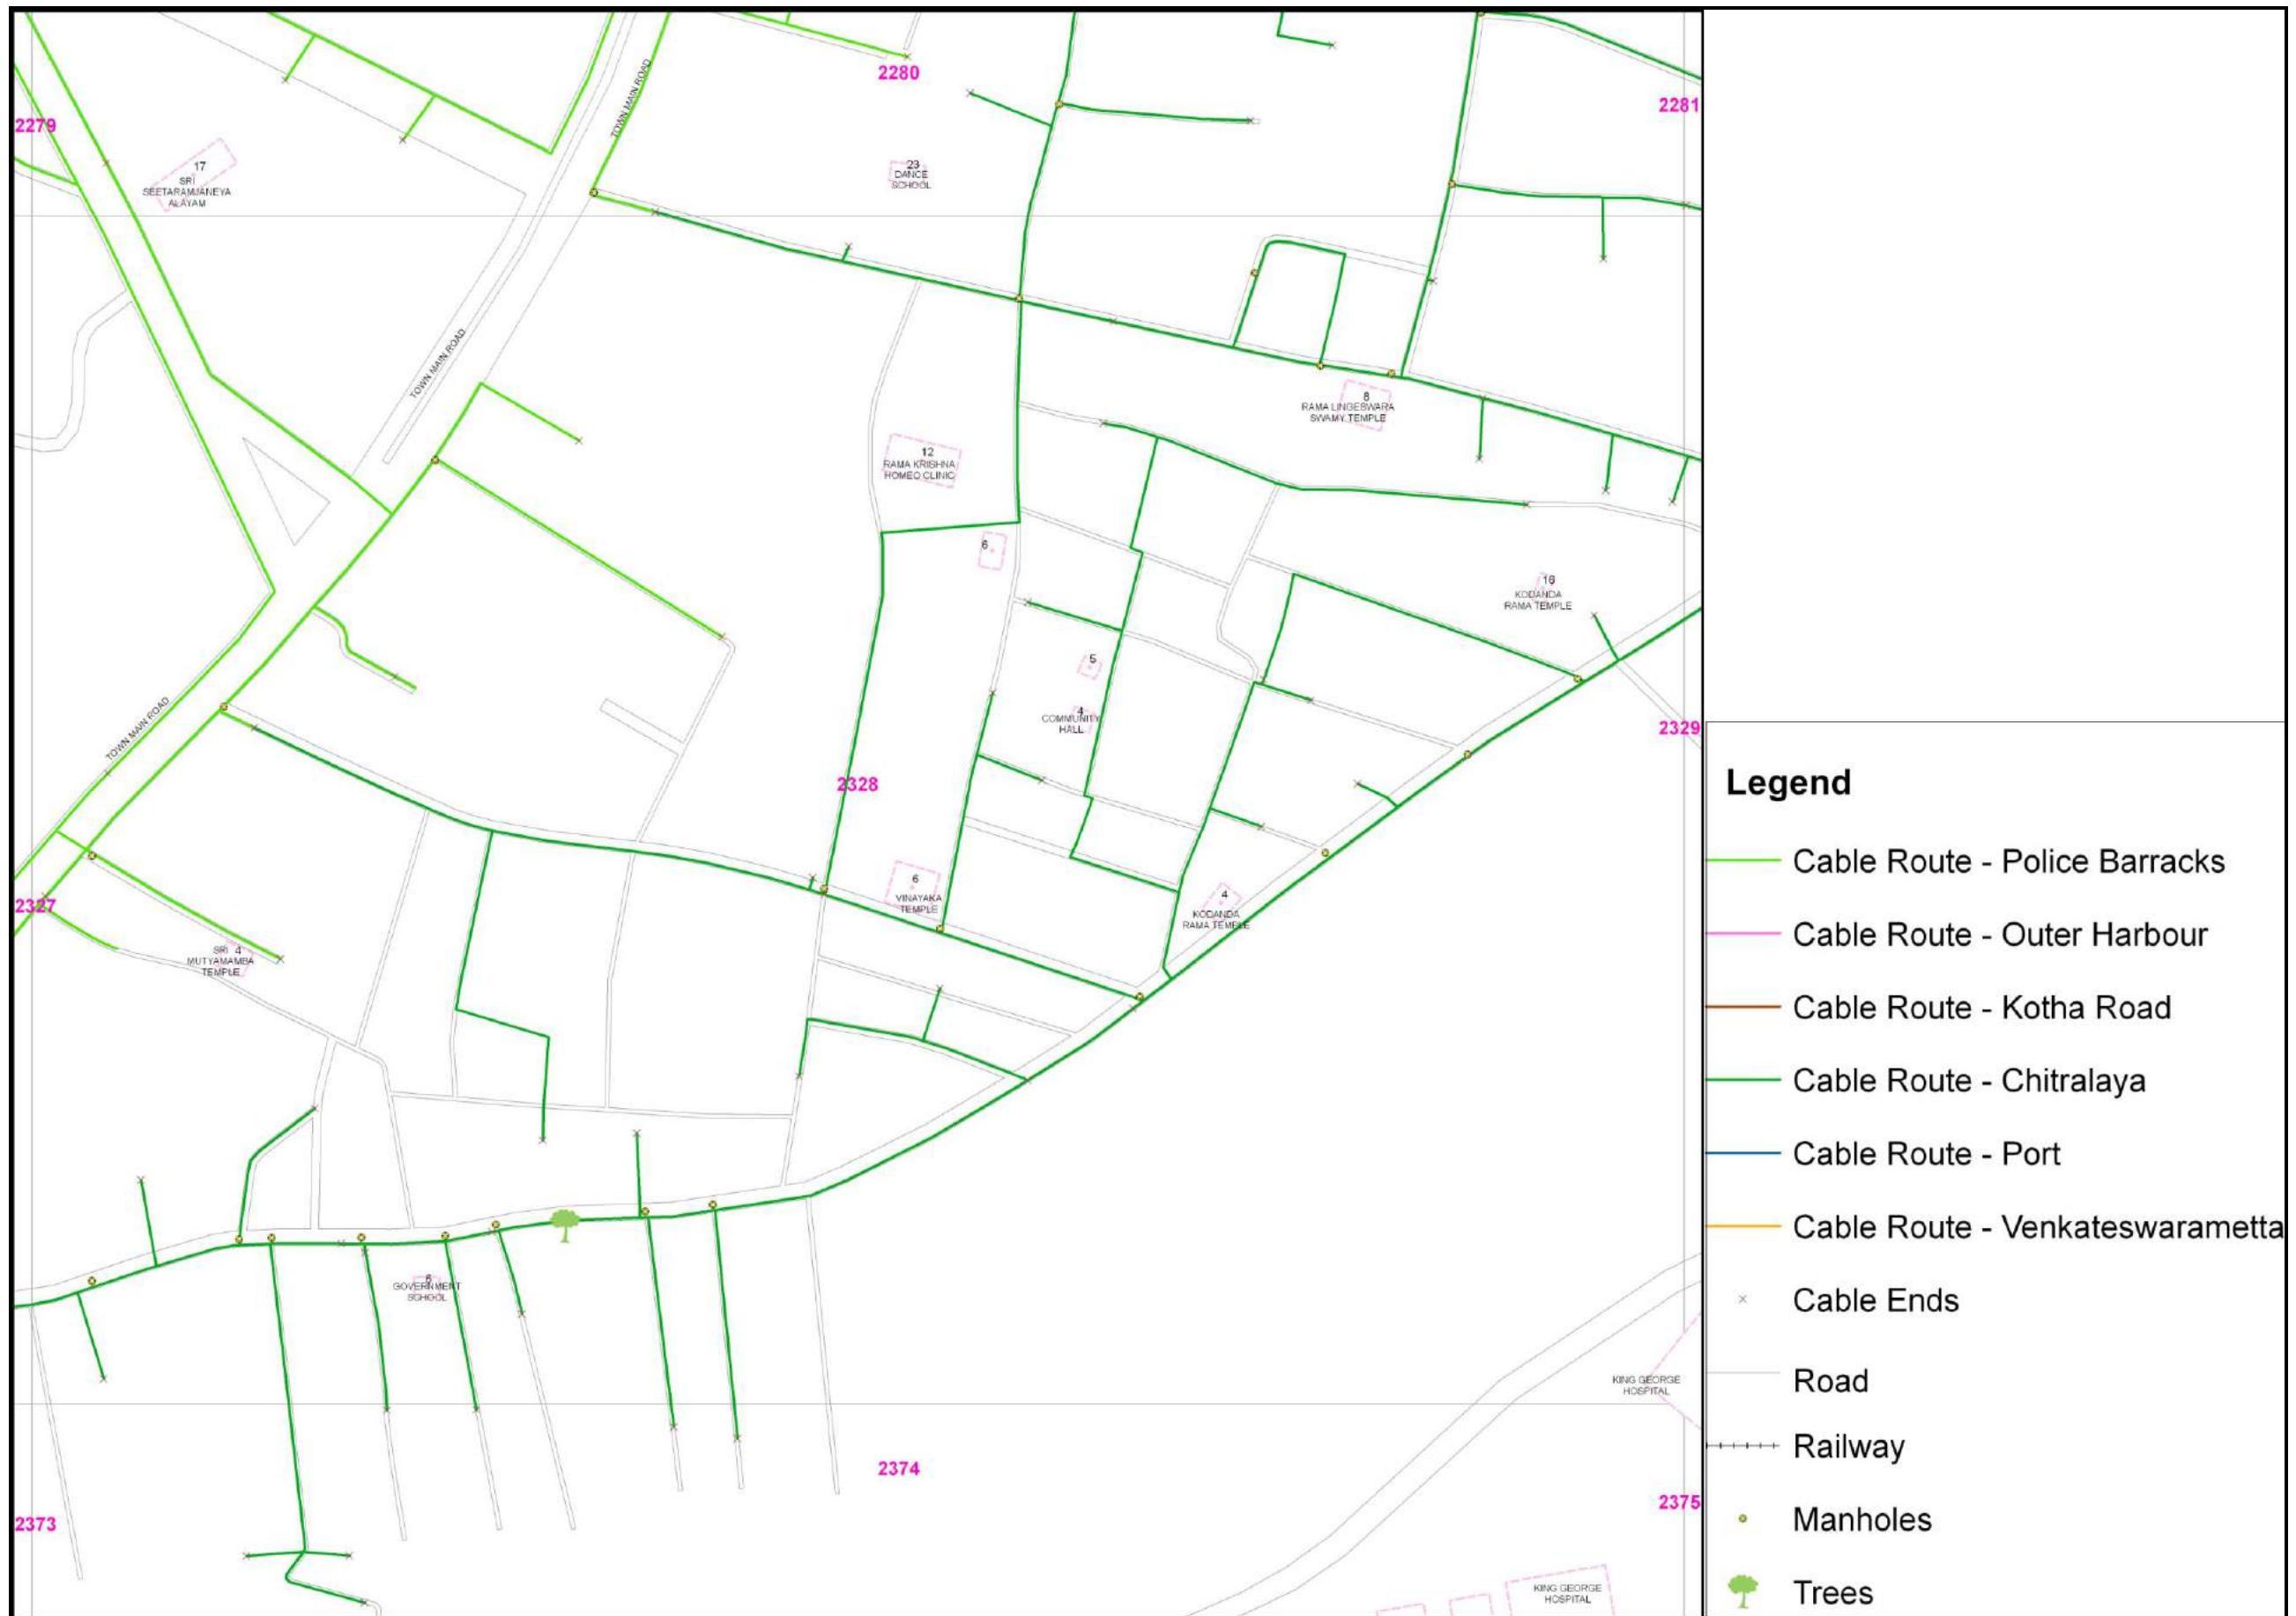 2280
2281
2279
TOWN MAIN ROAD
17
SRI
SEETARAMJANEYA
ALAYAM
23
DANCE
SCHOOL
TOWN MAIN ROAD
8
RAMA LINGESWARA
SWAMY TEMPLE
12
RAMA KRISHNA
HOMEO CLINIC
6
16
KODANDA
RAMA TEMPLE
5
4
COMMUNITY
HALL
TOWN MAIN ROAD
2329
2328
6
VINAYAKA
TEMPLE
4
KODANDA
RAMA TEMPLE
2327
SRI 4
MUTYAMAMBA
TEMPLE
6
GOVERNMENT
SCHOOL
KING GEORGE
HOSPITAL
2374
2375
2373
KING GEORGE
HOSPITAL
Legend
Cable Route - Police Barracks
Cable Route - Outer Harbour
Cable Route - Kotha Road
Cable Route - Chitralaya
Cable Route - Port
Cable Route - Venkateswarametta
Cable Ends
Road
Railway
Manholes
Trees